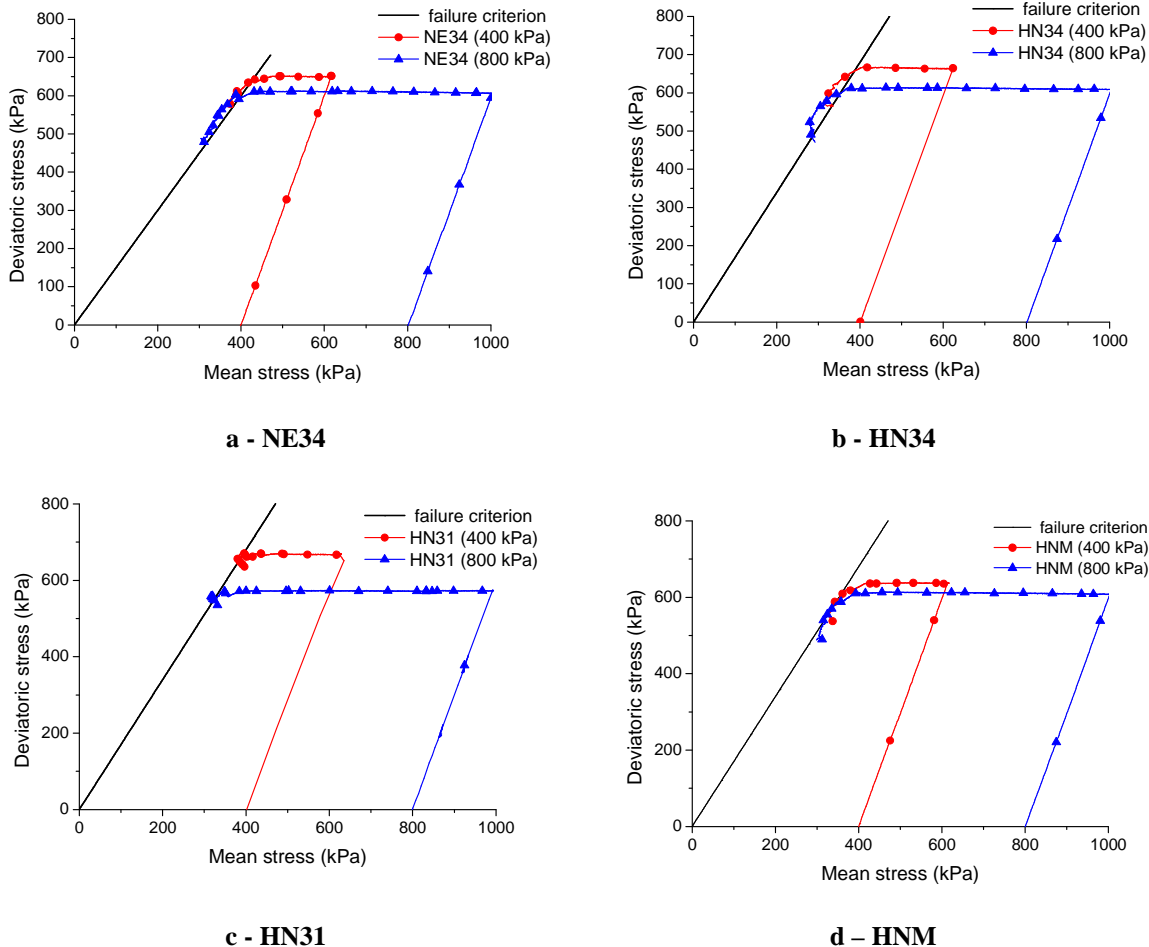 failure criterion
NE34 (400 kPa)
NE34 (800 kPa)
800
700
600
500
400
300
200
100
0
Deviatoric stress (kPa)
0
200
400
600
800
1000
Mean stress (kPa)
a - NE34
failure criterion
HN34 (400 kPa)
HN34 (800 kPa)
800
700
600
500
400
300
200
100
0
Deviatoric stress (kPa)
0
200
400
600
800
1000
Mean stress (kPa)
b - HN34
failure criterion
HN31 (400 kPa)
HN31 (800 kPa)
800
600
400
200
0
Deviatoric stress (kPa)
0
200
400
600
800
1000
Mean stress (kPa)
c - HN31
failure criterion
HNM (400 kPa)
HNM (800 kPa)
800
600
400
200
0
Deviatoric stress (kPa)
0
200
400
600
800
1000
Mean stress (kPa)
d – HNM